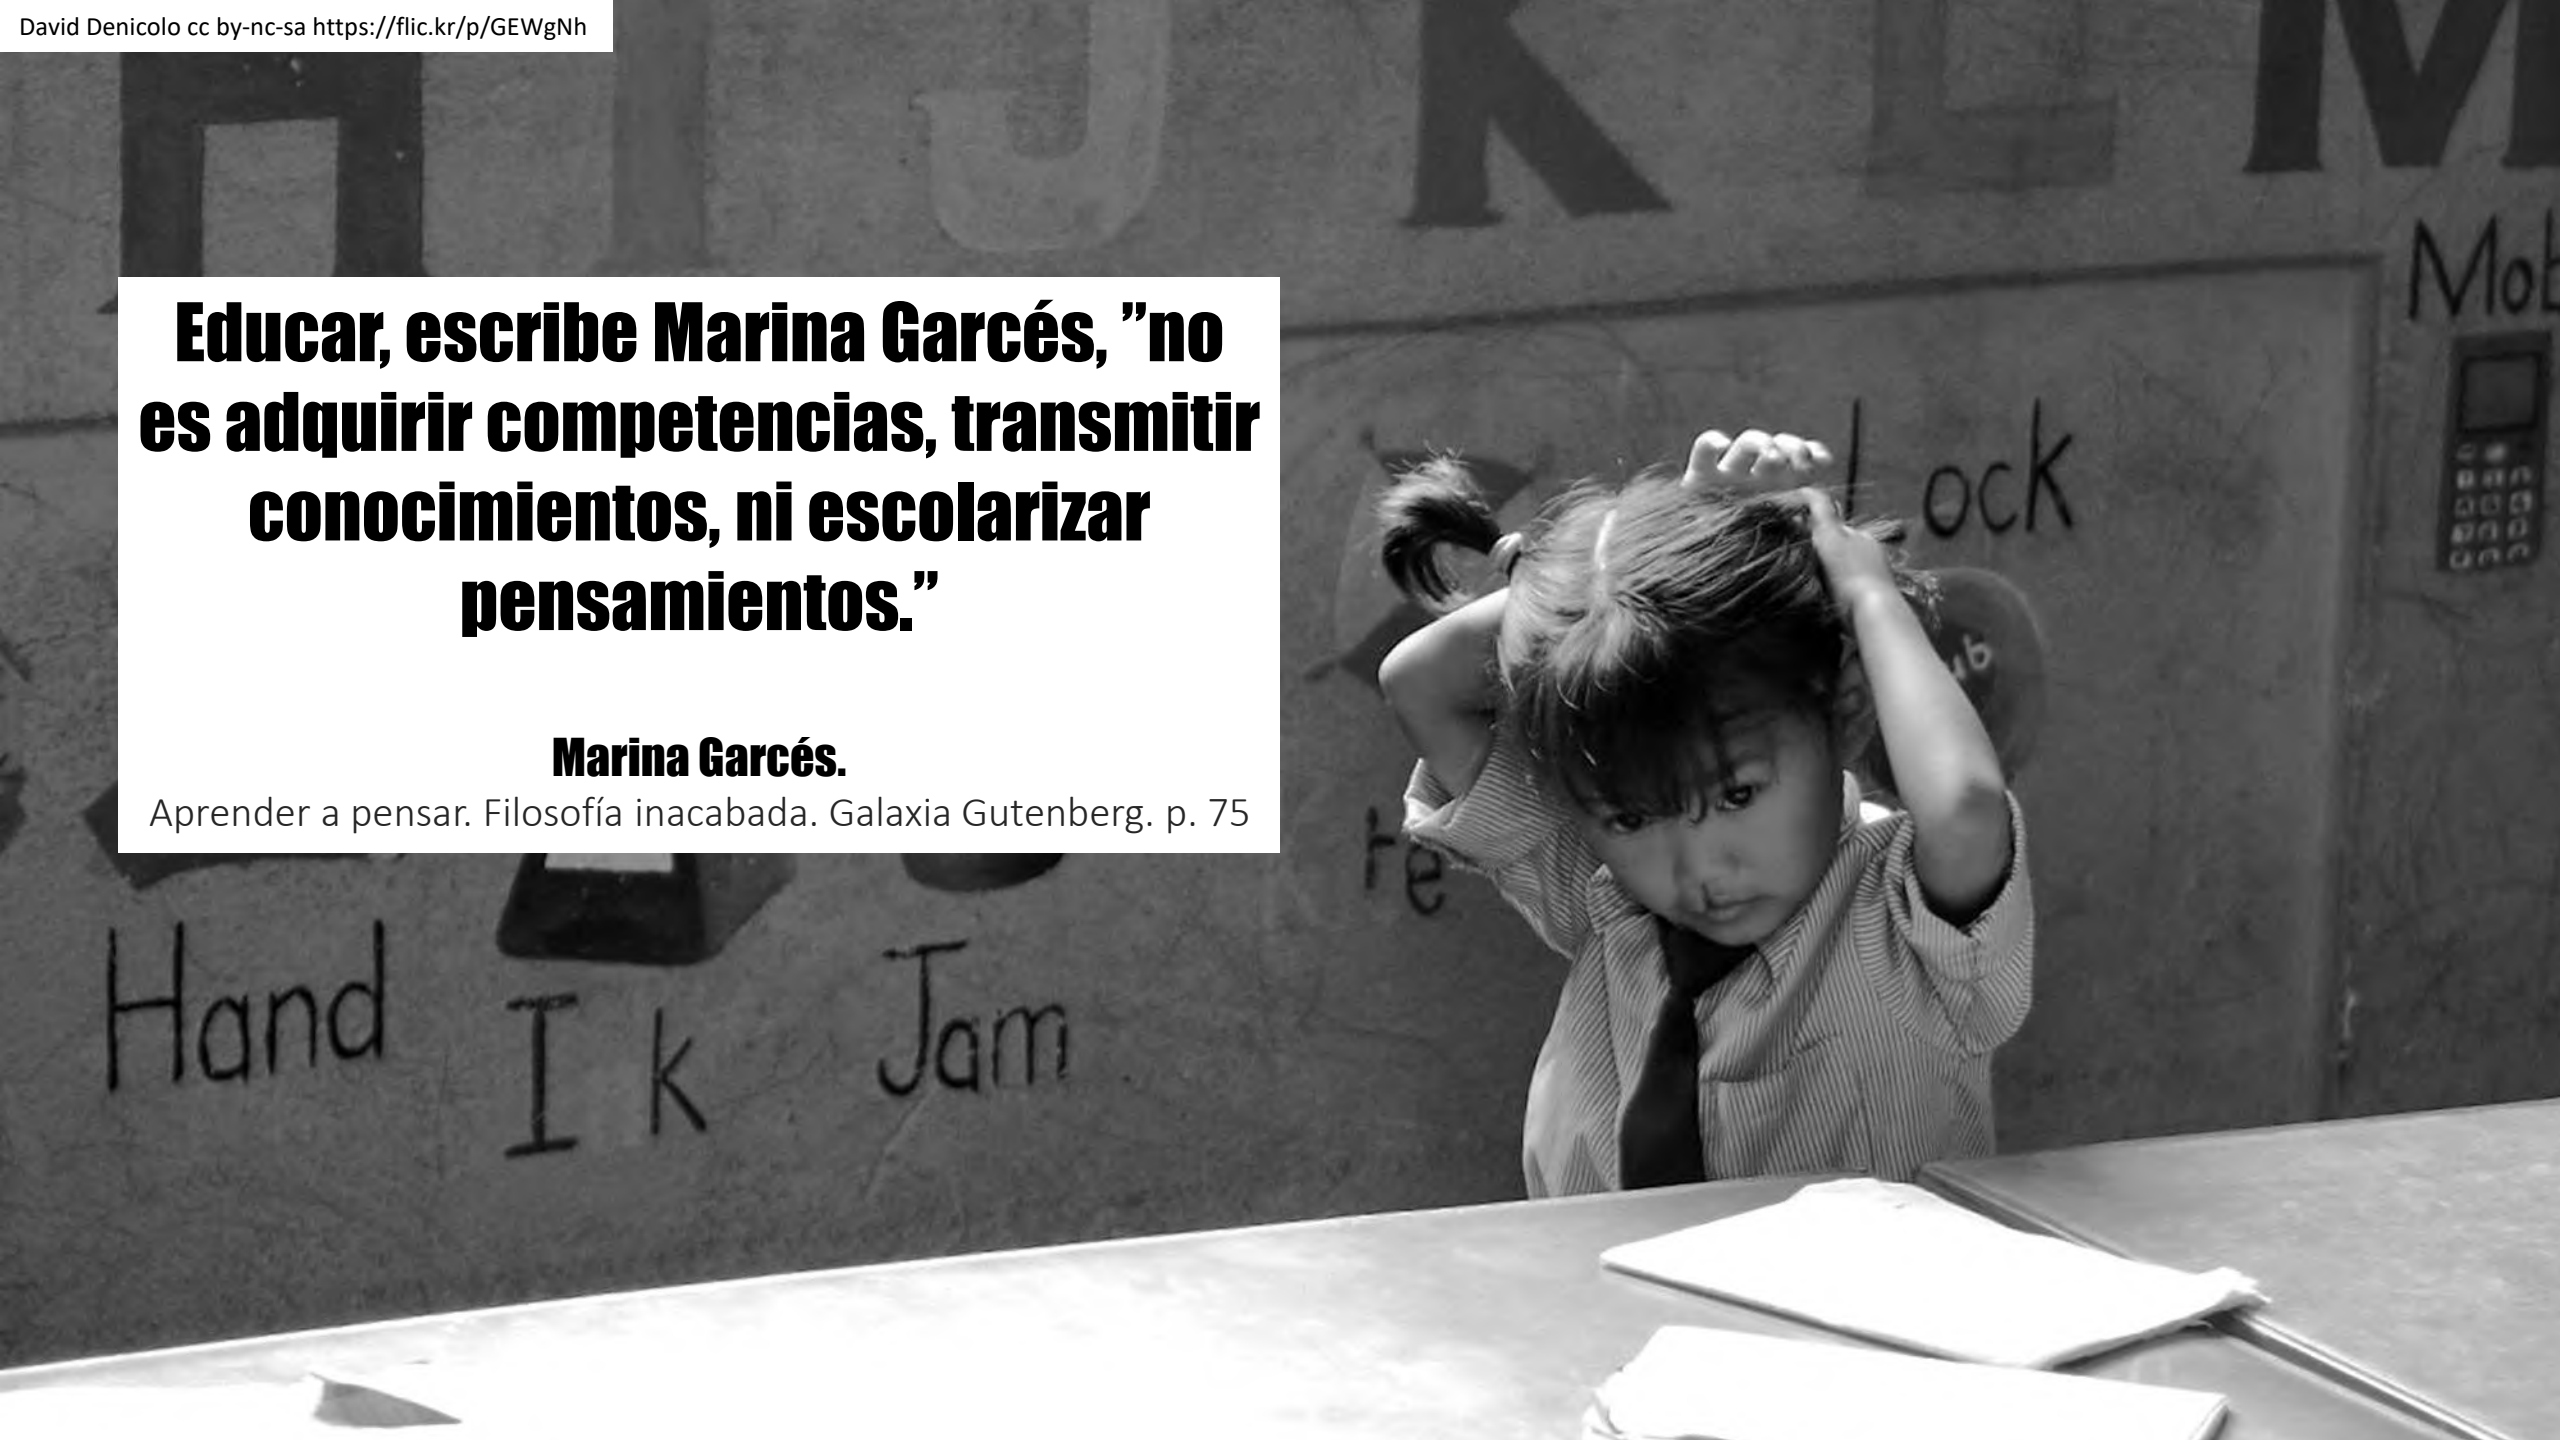 David Denicolo cc by-nc-sa https://flic.kr/p/GEWgNh
H I J K L M
Educar, escribe Marina Garcés, ”no
es adquirir competencias, transmitir
conocimientos, ni escolarizar
pensamientos.”
Marina Garcés.
Aprender a pensar. Filosofía inacabada. Galaxia Gutenberg. p. 75
Lock
Hand
I k
Jam